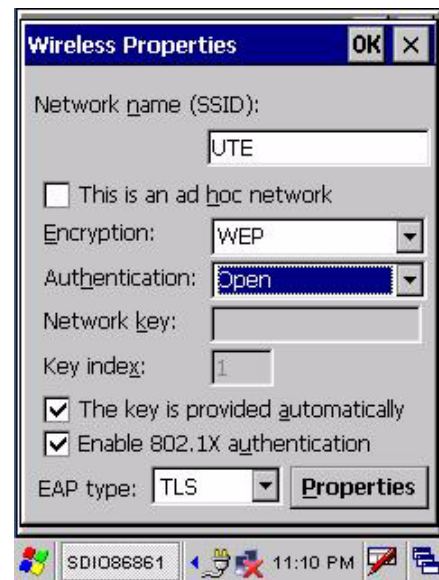 Wireless Properties OK ×
Network name (SSID):
UTE
This is an ad hoc network
Encryption: WEP
Authentication: Open
Network key:
Key index: 1
The key is provided automatically
Enable 802.1X authentication
EAP type: TLS Properties
SDIO86861 11:10 PM